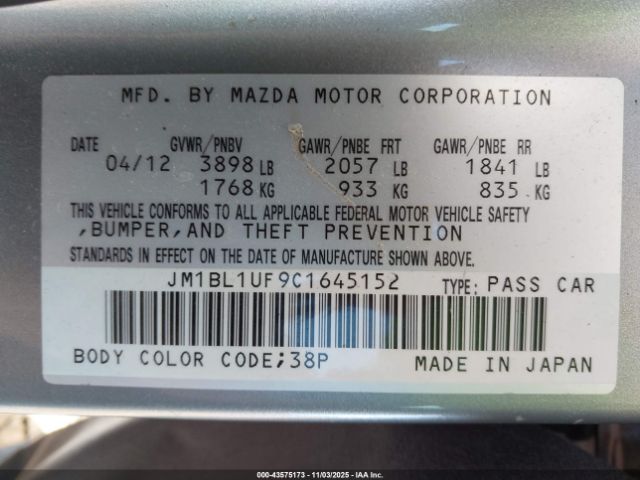 MFD. BY MAZDA MOTOR CORPORATION
DATE GVWR/PNBV GAWR/PNBE FRT GAWR/PNBE RR
04/12 3898 LB 2057 LB 1841 LB
1768 KG 933 KG 835 KG
THIS VEHICLE CONFORMS TO ALL APPLICABLE FEDERAL MOTOR VEHICLE SAFETY
,BUMPER,AND THEFT PREVENTION
STANDARDS IN EFFECT ON THE DATE OF MANUFACTURE SHOWN ABOVE.
JM1BL1UF9C1645152 TYPE: PASS CAR
BODY COLOR CODE;38P MADE IN JAPAN
000-43575173 - 11/03/2025 - IAAI, Inc.